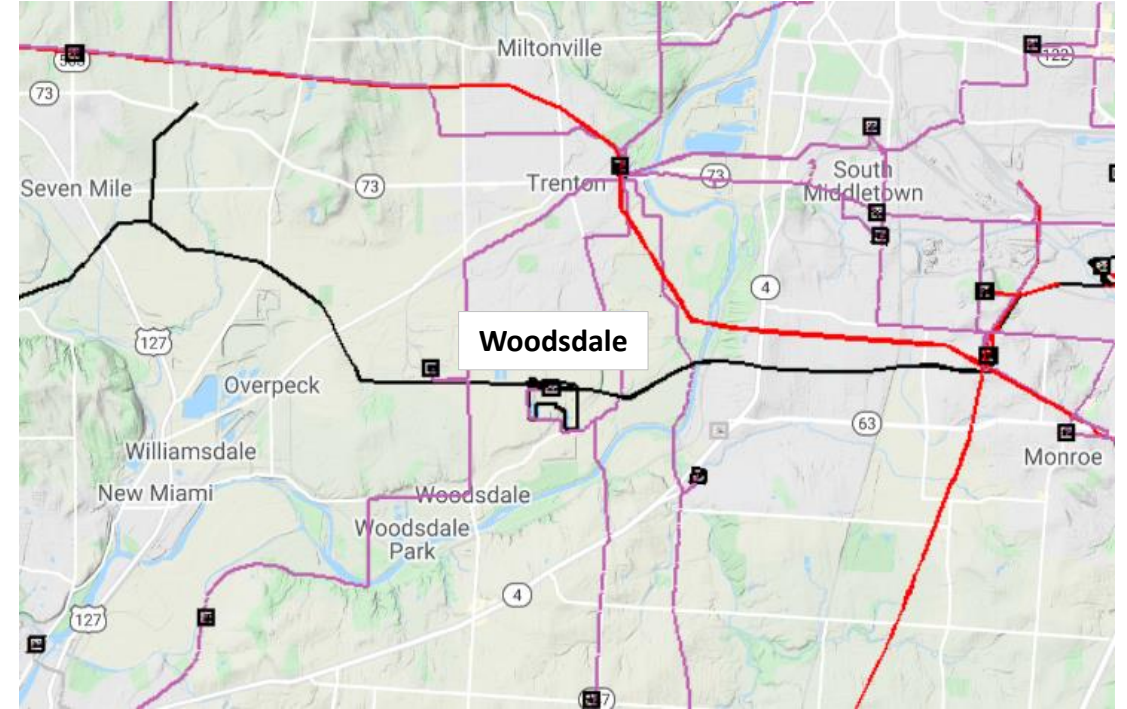 Miltonville
122
73
Seven Mile
73
Trenton
73
South
Middletown
4
127
Woodsdale
Overpeck
63
Williamsdale
Monroe
New Miami
Woodsdale
Woodsdale
Park
4
127